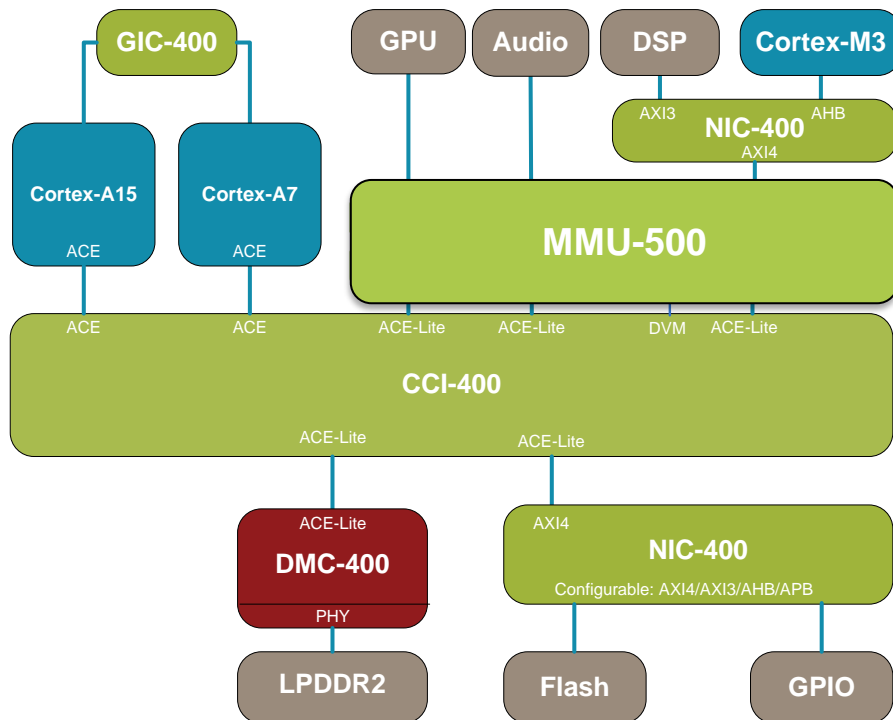 GIC-400
GPU
Audio
DSP
Cortex-M3
AXI3
AHB
NIC-400
AXI4
Cortex-A15
Cortex-A7
MMU-500
ACE
ACE
ACE
ACE
ACE-Lite
ACE-Lite
DVM
ACE-Lite
CCI-400
ACE-Lite
ACE-Lite
ACE-Lite
AXI4
DMC-400
NIC-400
Configurable: AXI4/AXI3/AHB/APB
PHY
LPDDR2
Flash
GPIO